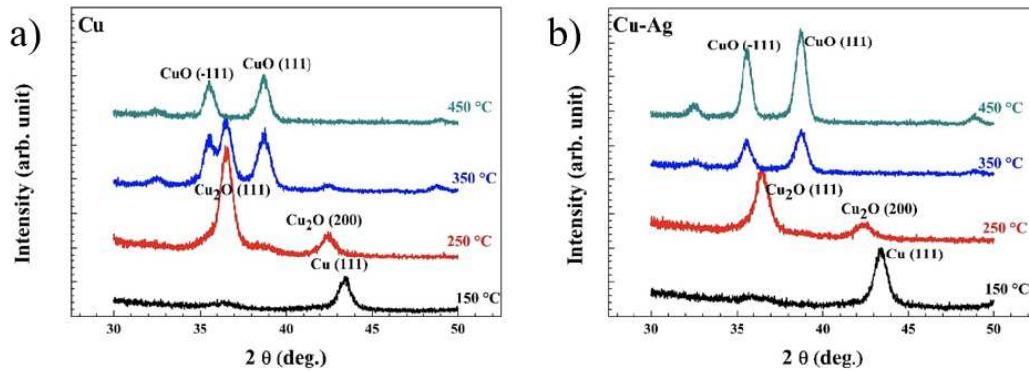 a)
Cu
CuO (-111)
CuO (111)
450 °C
350 °C
Cu2O (111)
Cu2O (200)
250 °C
Cu (111)
150 °C
Intensity (arb. unit)
30 35 40 45 50
2 θ (deg.)
b)
Cu-Ag
CuO (-111)
CuO (111)
450 °C
350 °C
Cu2O (111)
Cu2O (200)
250 °C
Cu (111)
150 °C
Intensity (arb. unit)
30 35 40 45 50
2 θ (deg.)